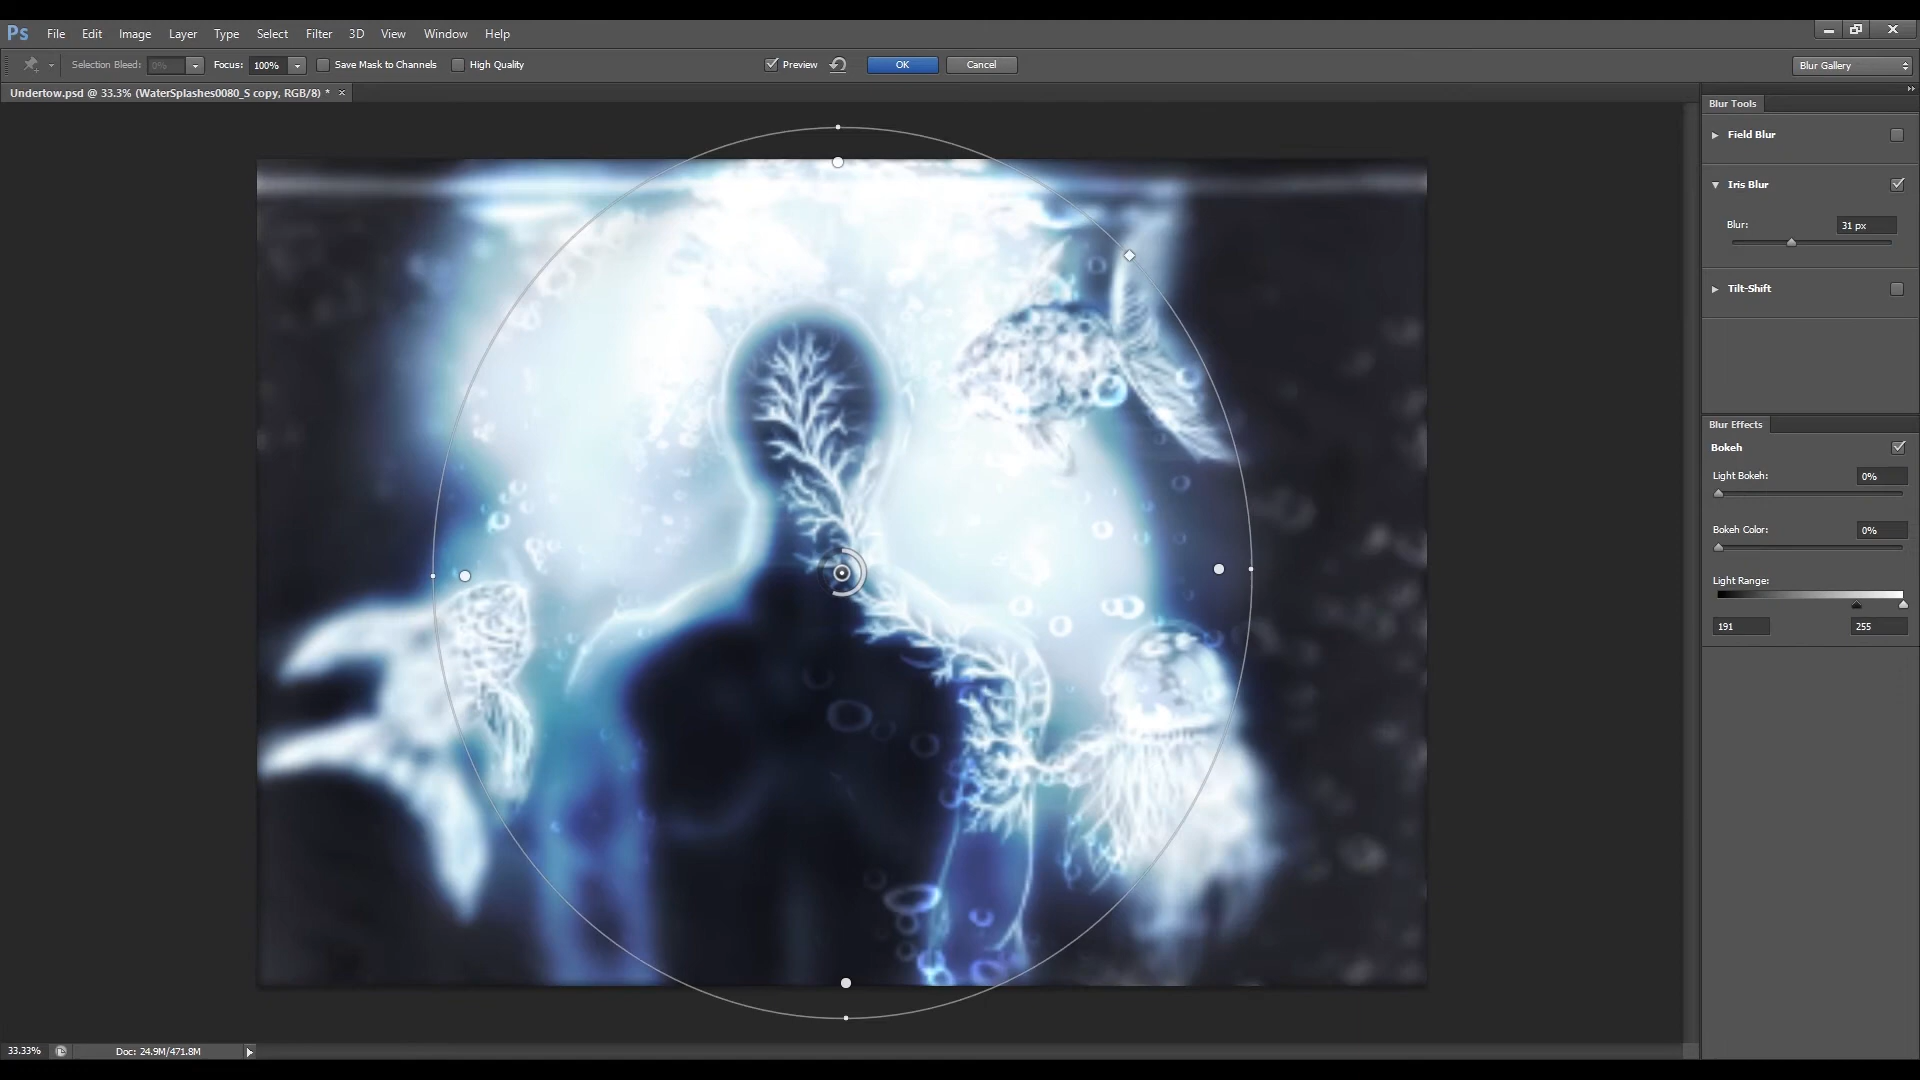 Ps File Edit Image Layer Type Select Filter 3D View Window Help
Selection Bleed: 0% Focus: 100% Save Mask to Channels High Quality Preview OK Cancel Blur Gallery
Undertow.psd @ 33.3% (WaterSplashes0080_S copy, RGB/8) * ×
Blur Tools
Field Blur
Iris Blur
Blur: 31 px
Tilt-Shift
Blur Effects
Bokeh
Light Bokeh: 0%
Bokeh Color: 0%
Light Range:
191 255
33.33% Doc: 24.9M/471.8M